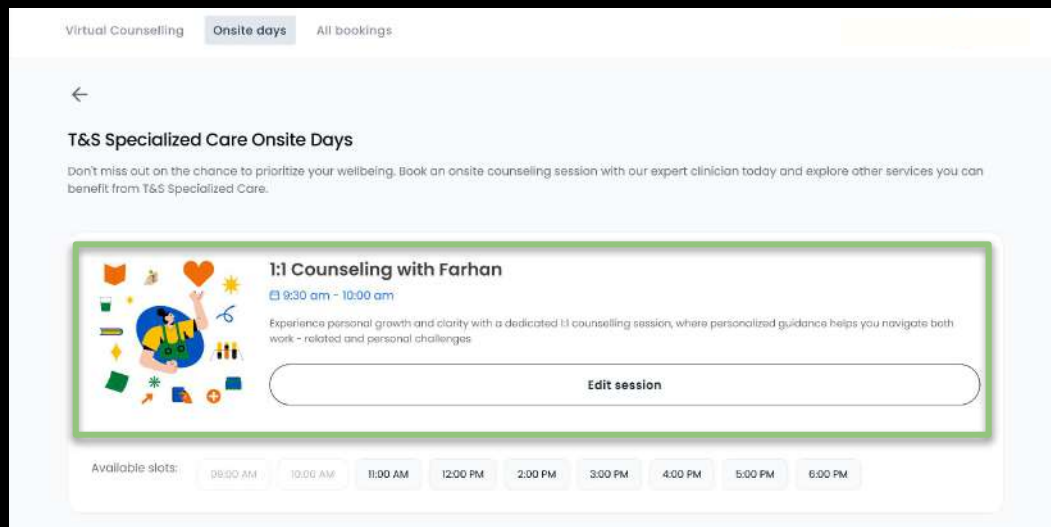 Virtual Counselling Onsite days All bookings
T&S Specialized Care Onsite Days
Don't miss out on the chance to prioritize your wellbeing. Book an onsite counseling session with our expert clinician today and explore other services you can
benefit from T&S Specialized Care.
1:1 Counseling with Farhan
9:30 am - 10:00 am
Experience personal growth and clarity with a dedicated 1:1 counselling session, where personalized guidance helps you navigate both
work - related and personal challenges
Edit session
Available slots: 09:00 AM 10:00 AM 11:00 AM 12:00 PM 2:00 PM 3:00 PM 4:00 PM 5:00 PM 6:00 PM